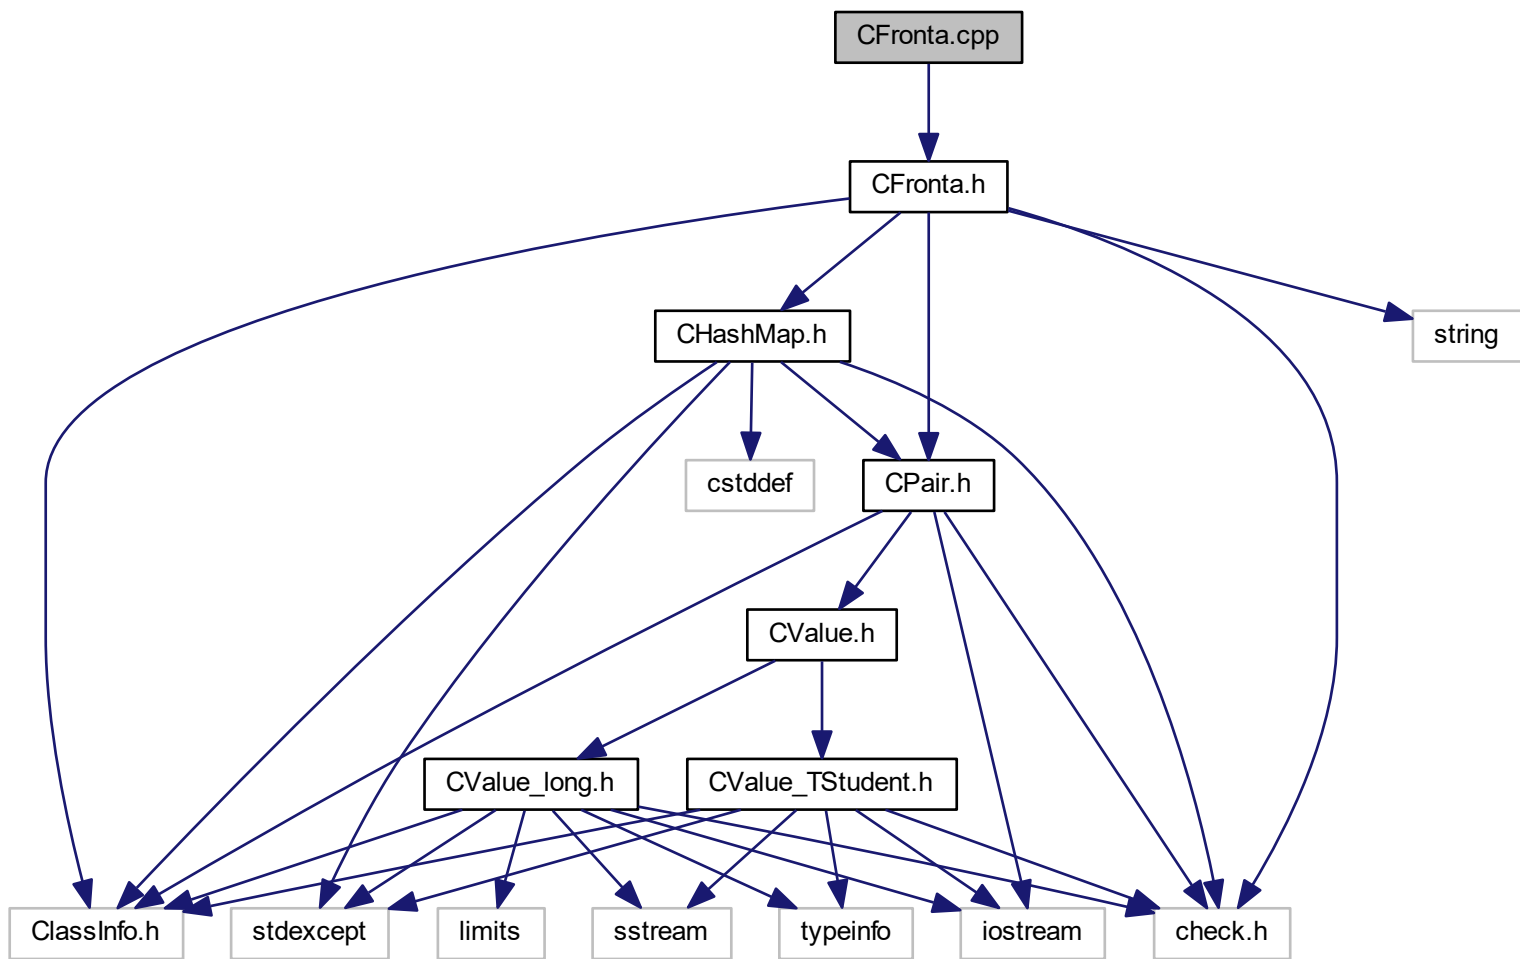 CFronta.cpp
CFronta.h
CHashMap.h
string
cstddef
CPair.h
CValue.h
CValue_long.h
CValue_TStudent.h
ClassInfo.h
stdexcept
limits
sstream
typeinfo
iostream
check.h